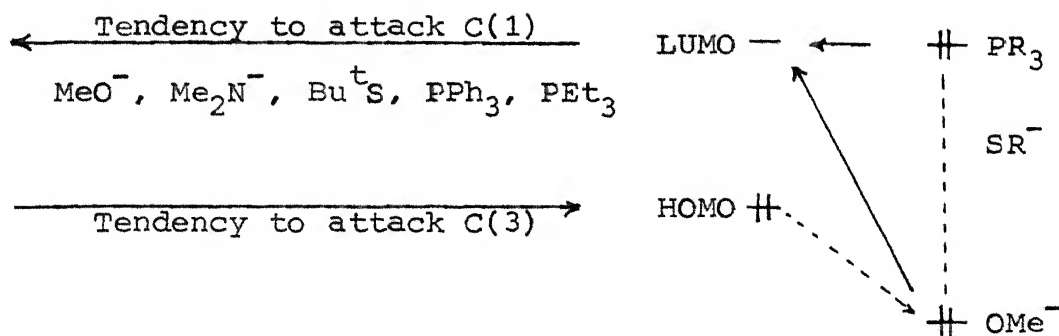 Tendency to attack C(1)
MeO⁻, Me₂N⁻, BuᵗS, PPh₃, PEt₃
Tendency to attack C(3)
LUMO
PR₃
SR⁻
HOMO
OMe⁻